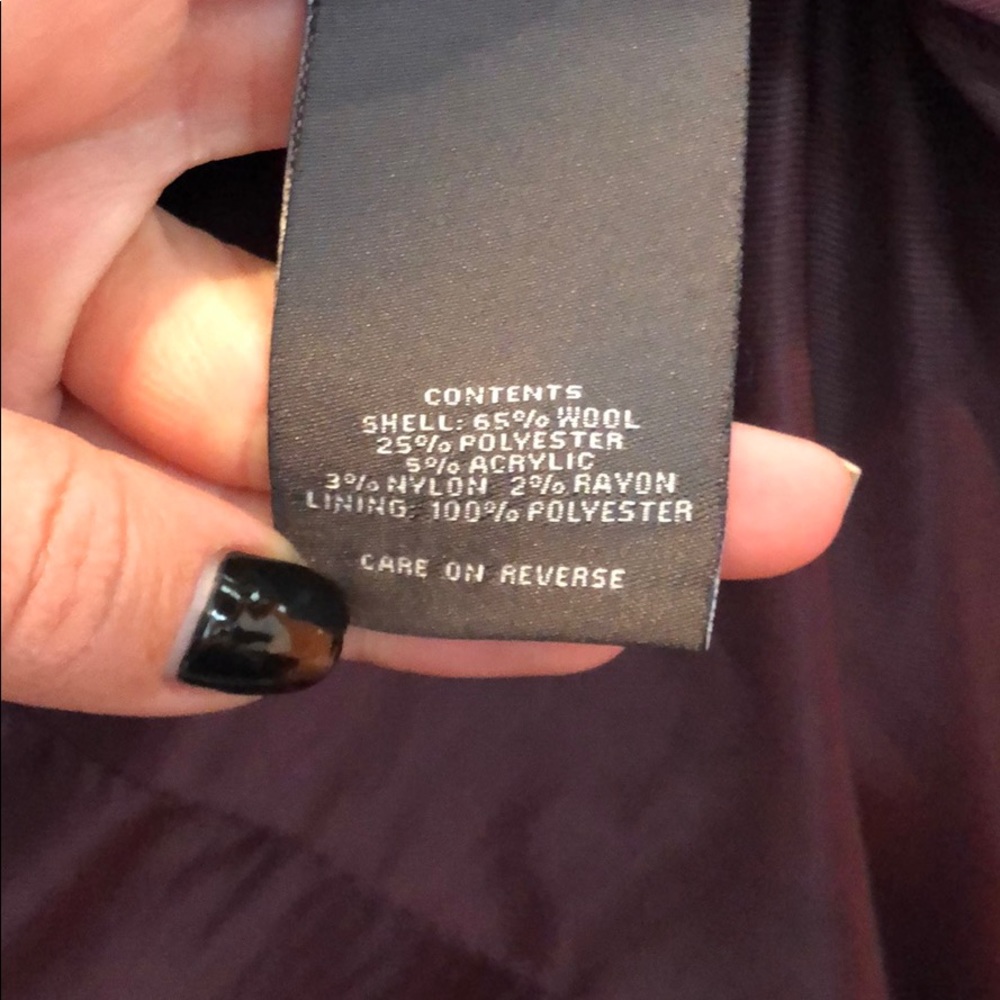 CONTENTS
SHELL: 65% WOOL
25% POLYESTER
5% ACRYLIC
3% NYLON 2% RAYON
LINING: 100% POLYESTER
CARE ON REVERSE